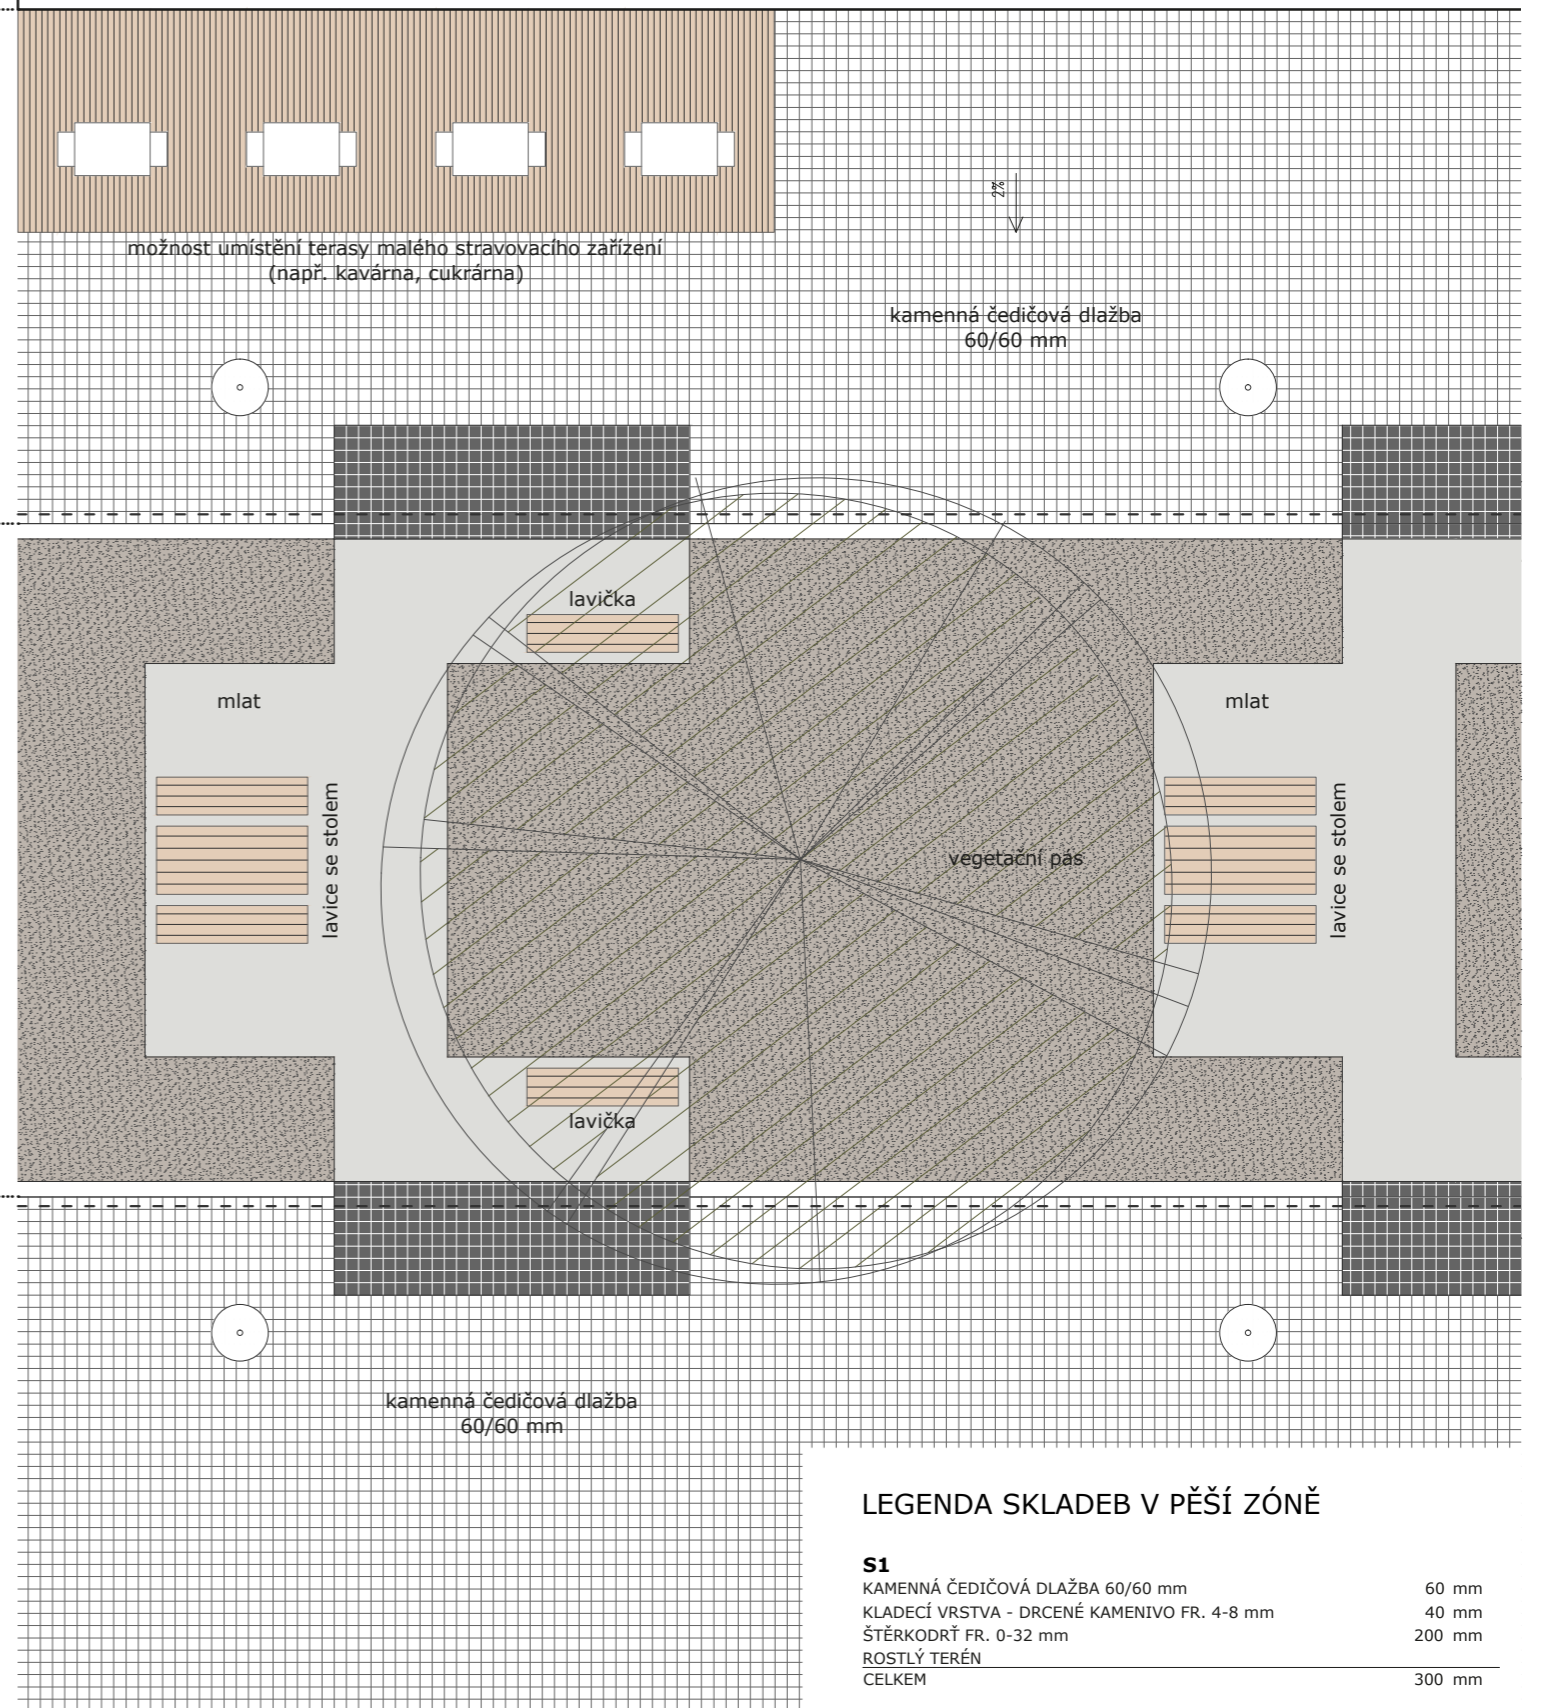 2%
možnost umístění terasy malého stravovacího zařízení
(např. kavárna, cukrárna)
kamenná čedičová dlažba
60/60 mm
lavička
mlat
mlat
lavice se stolem
vegetační pás
lavice se stolem
lavička
kamenná čedičová dlažba
60/60 mm
LEGENDA SKLADEB V PĚŠÍ ZÓNĚ
S1
KAMENNÁ ČEDIČOVÁ DLAŽBA 60/60 mm 60 mm
KLADECÍ VRSTVA - DRCENÉ KAMENIVO FR. 4-8 mm 40 mm
ŠTĚRKODRŤ FR. 0-32 mm 200 mm
ROSTLÝ TERÉN
CELKEM 300 mm